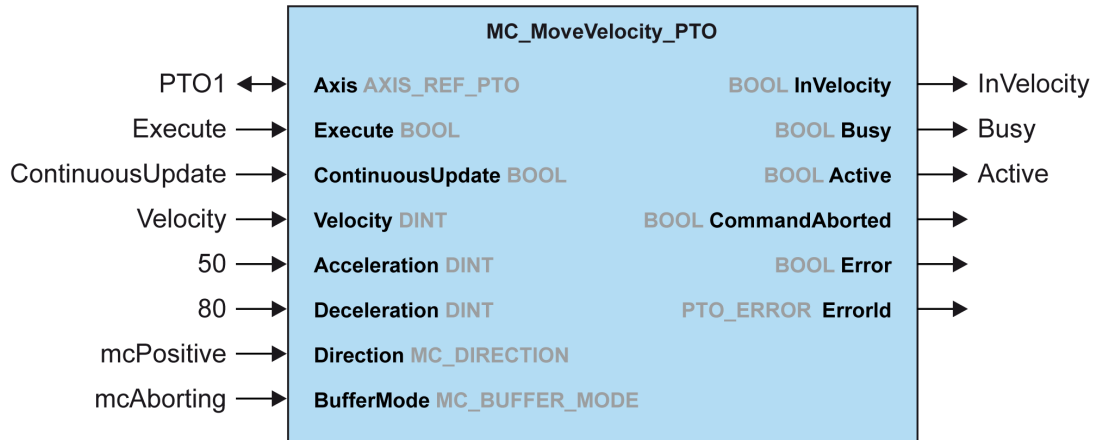 MC_MoveVelocity_PTO
PTO1 Axis AXIS_REF_PTO BOOL InVelocity InVelocity
Execute Execute BOOL BOOL Busy Busy
ContinuousUpdate ContinuousUpdate BOOL BOOL Active Active
Velocity Velocity DINT BOOL CommandAborted
50 Acceleration DINT BOOL Error
80 Deceleration DINT PTO_ERROR ErrorId
mcPositive Direction MC_DIRECTION
mcAborting BufferMode MC_BUFFER_MODE